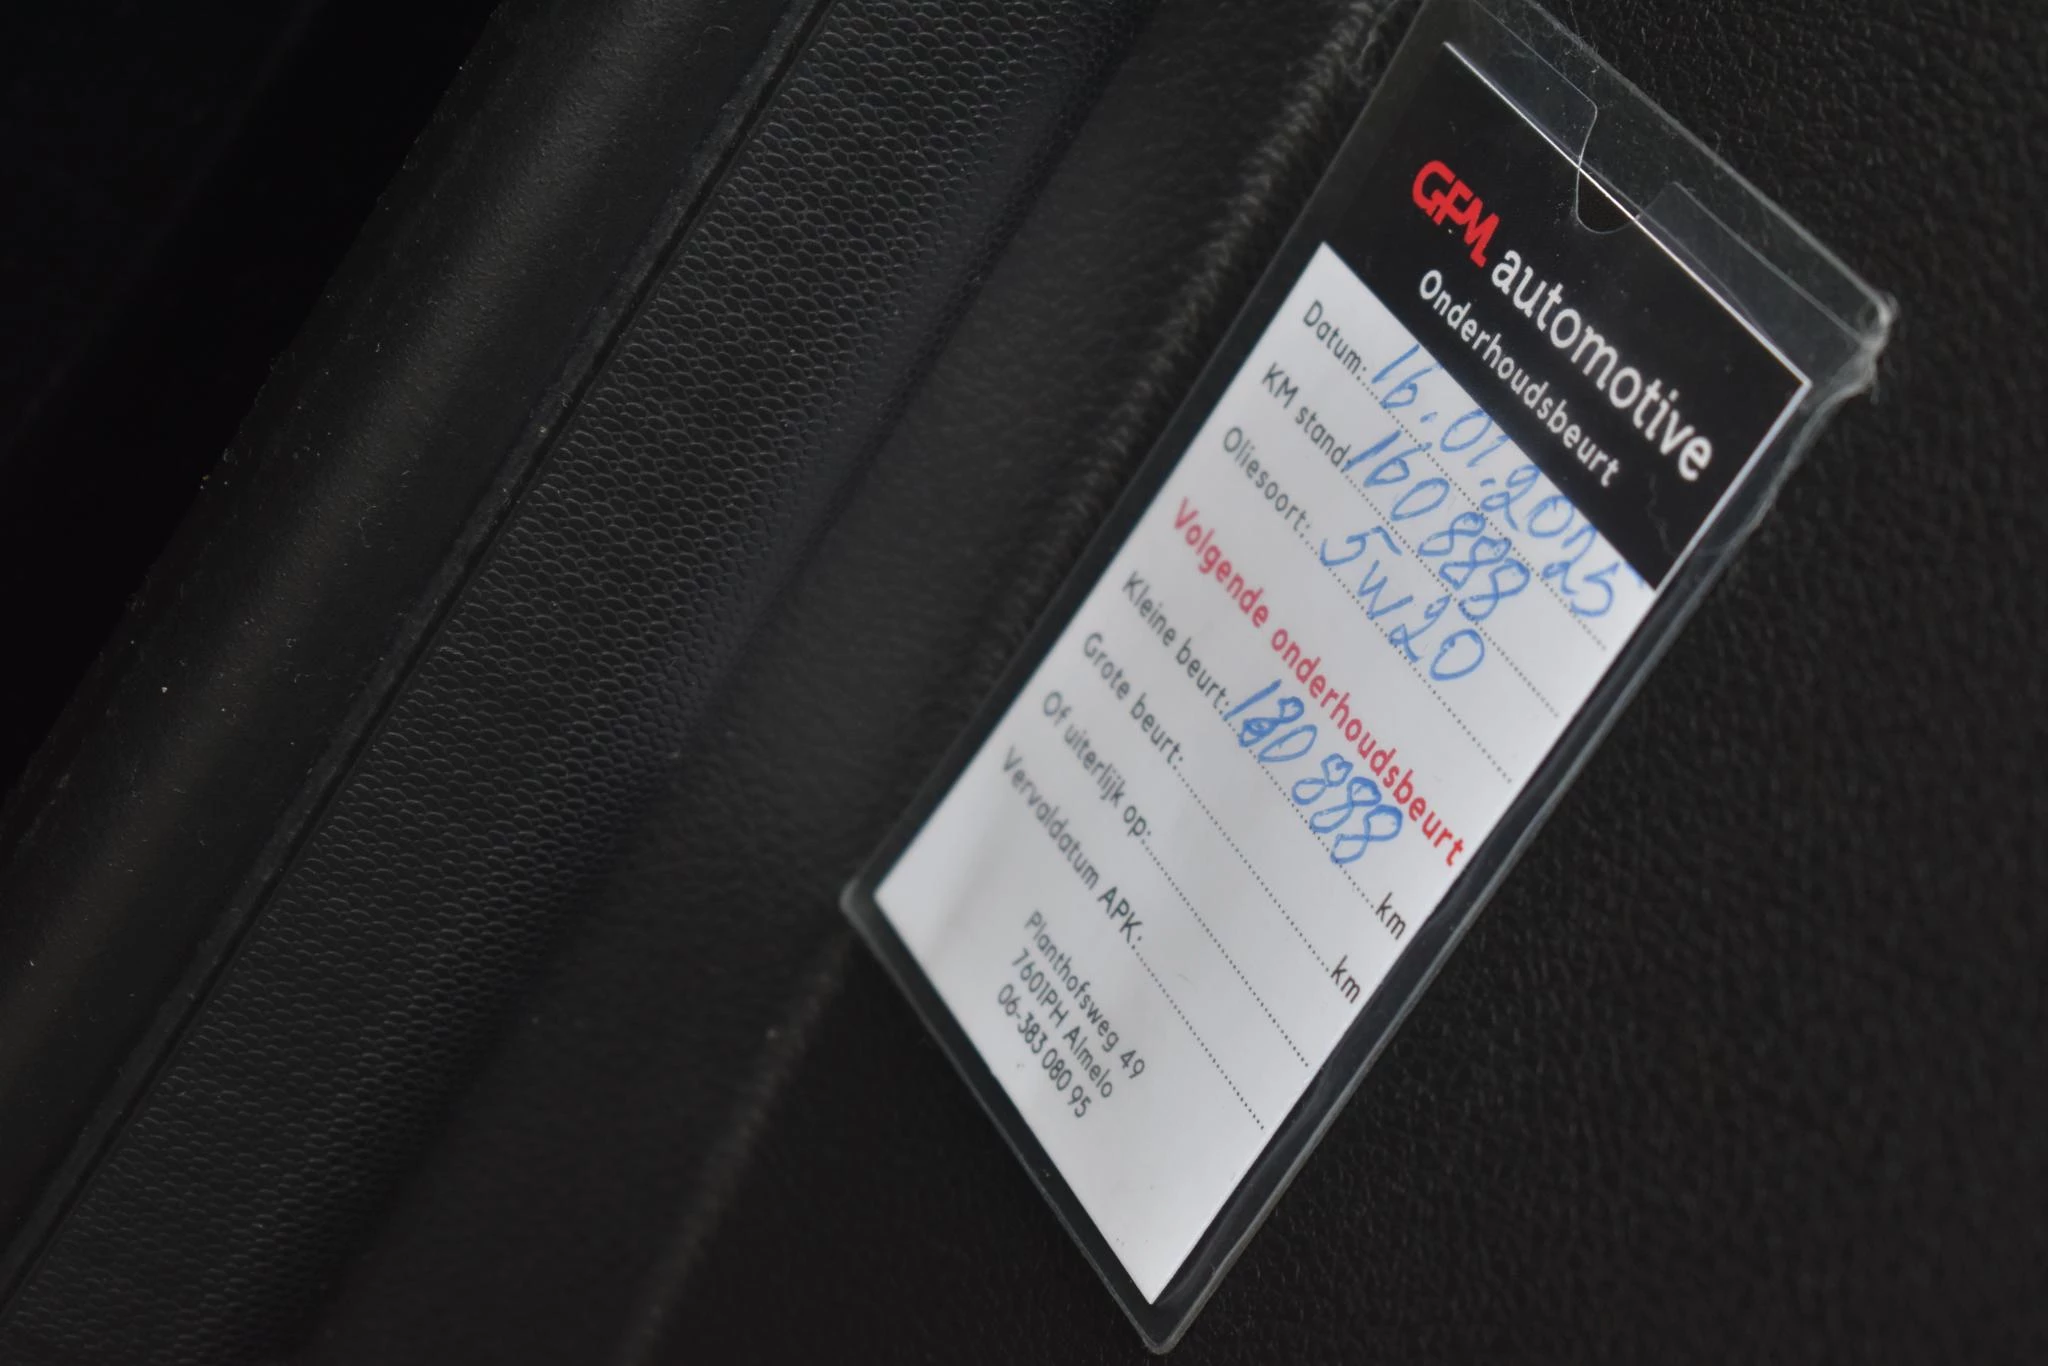 GFM automotive
Onderhoudsbeurt
Datum: 16.01.2025
KM stand: 160888
Oliesoort: 5W20
Volgende onderhoudsbeurt
Kleine beurt: 180888 km
Grote beurt: km
Of uiterlijk op:
Vervaldatum APK:
Planthofsweg 49
7601PH Almelo
06-383 080 95